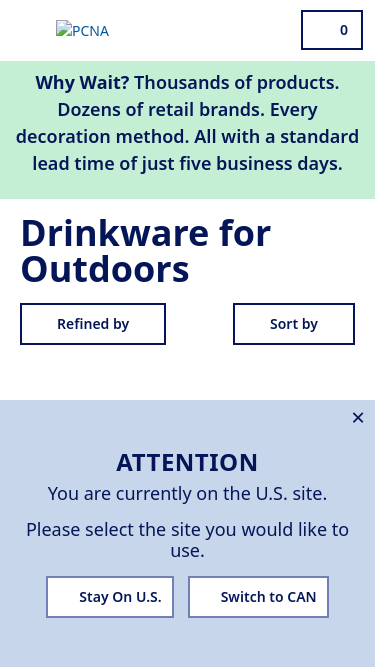 PCNA
0
Why Wait? Thousands of products.
Dozens of retail brands. Every
decoration method. All with a standard
lead time of just five business days.
Drinkware for
Outdoors
Refined by
Sort by
×
ATTENTION
You are currently on the U.S. site.
Please select the site you would like to
use.
Stay On U.S.
Switch to CAN